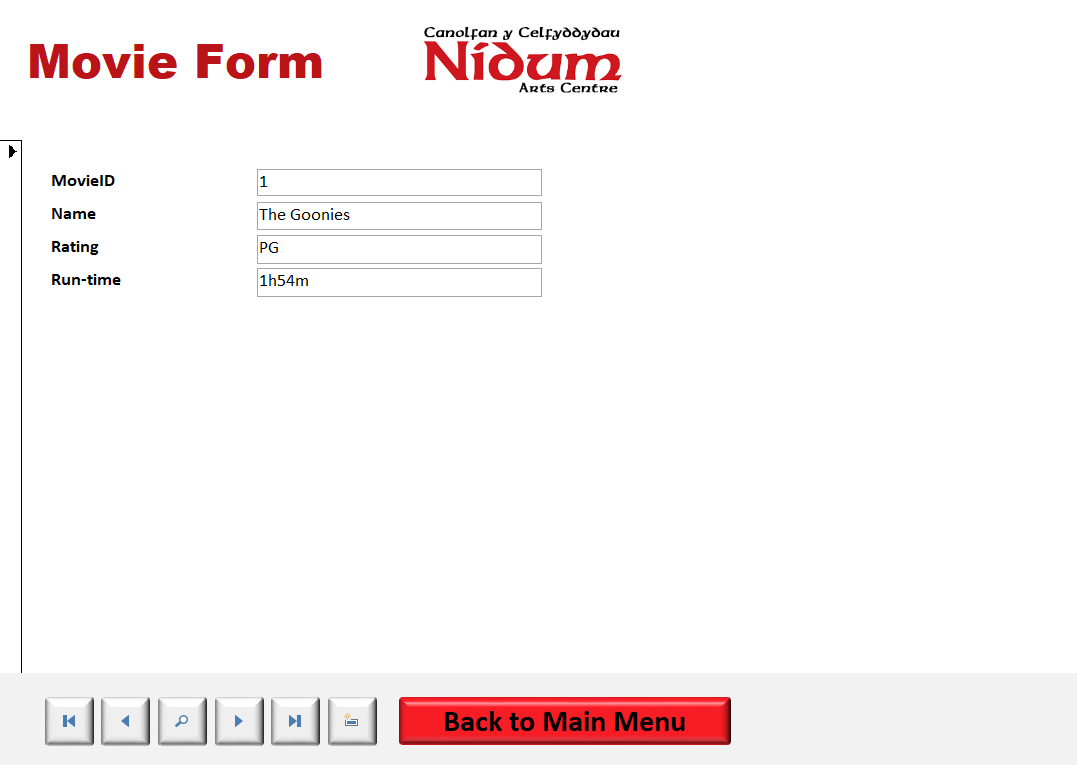 Movie Form
Canolfan y Celfyddydau
Nídum
Arts Centre
MovieID
1
Name
The Goonies
Rating
PG
Run-time
1h54m
Back to Main Menu